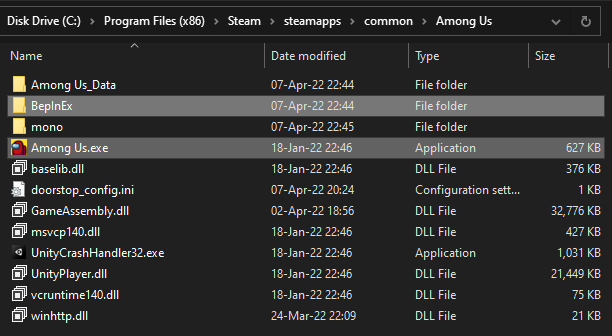 Disk Drive (C:) > Program Files (x86) > Steam > steamapps > common > Among Us
Name Date modified Type Size
Among Us_Data 07-Apr-22 22:44 File folder
BepInEx 07-Apr-22 22:44 File folder
mono 07-Apr-22 22:45 File folder
Among Us.exe 18-Jan-22 22:46 Application 627 KB
baselib.dll 18-Jan-22 22:46 DLL File 376 KB
doorstop_config.ini 07-Apr-22 20:24 Configuration sett... 1 KB
GameAssembly.dll 02-Apr-22 18:56 DLL File 32,776 KB
msvcp140.dll 18-Jan-22 22:46 DLL File 427 KB
UnityCrashHandler32.exe 18-Jan-22 22:46 Application 1,031 KB
UnityPlayer.dll 18-Jan-22 22:46 DLL File 21,449 KB
vcruntime140.dll 18-Jan-22 22:46 DLL File 75 KB
winhttp.dll 24-Mar-22 22:09 DLL File 21 KB